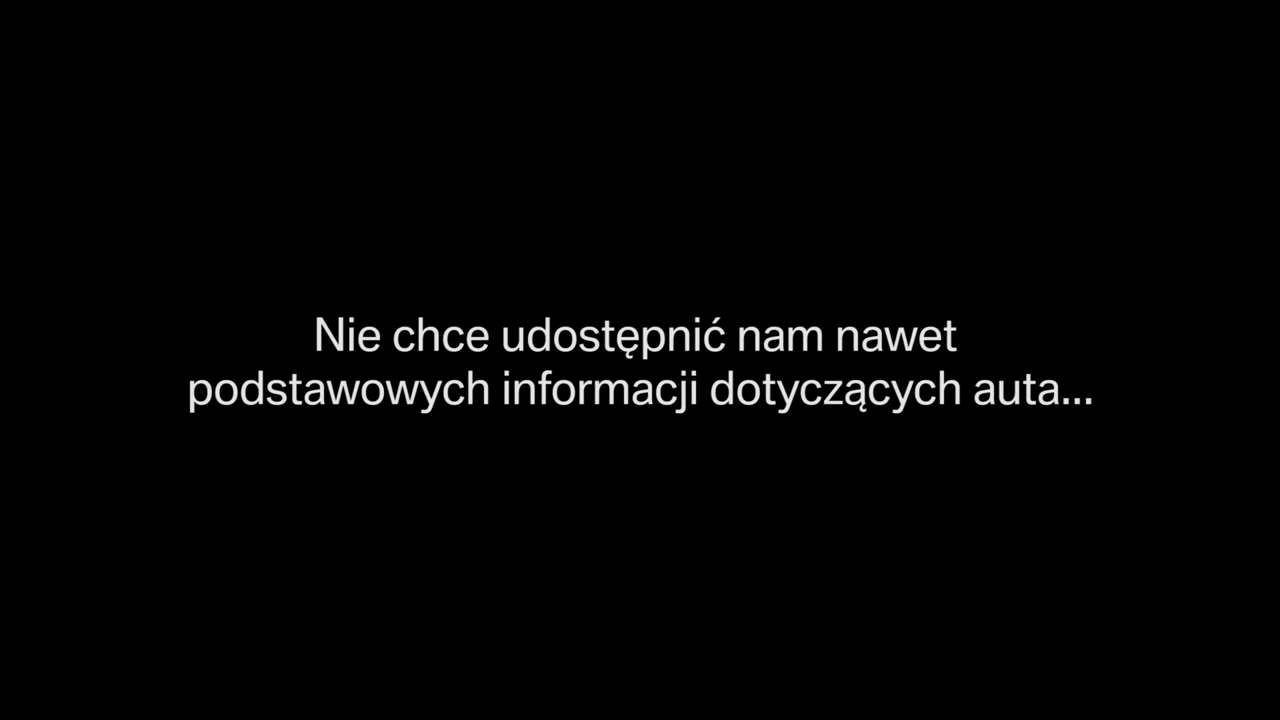 Nie chce udostępnić nam nawet
podstawowych informacji dotyczących auta...